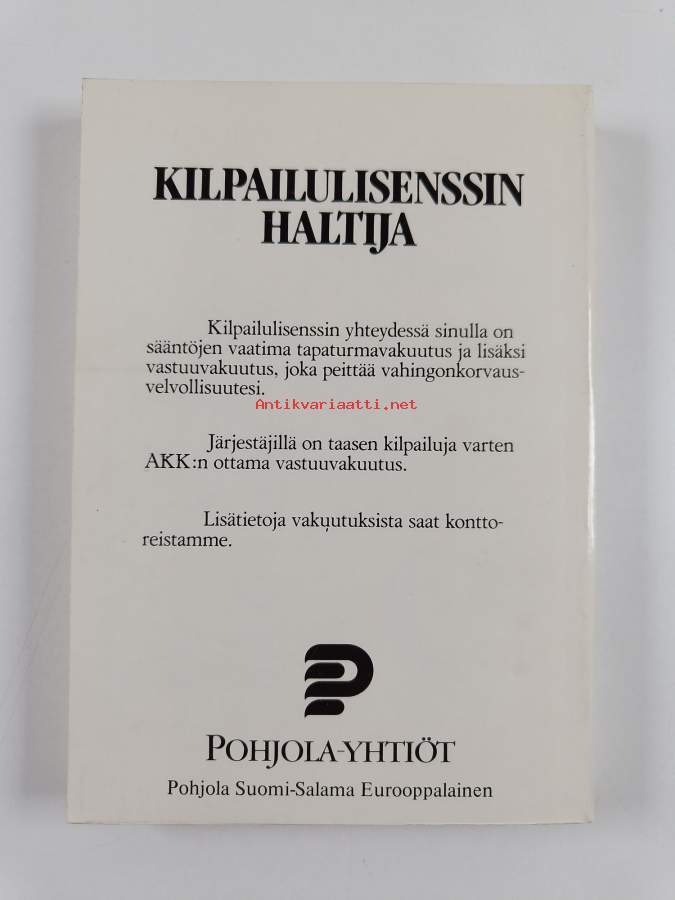 KILPAILULISENSSIN
HALTIJA
Kilpailulisenssin yhteydessä sinulla on
sääntöjen vaatima tapaturmavakuutus ja lisäksi
vastuuvakuutus, joka peittää vahingonkorvaus-
velvollisuutesi.
Antikvariaatti.net
Järjestäjillä on taasen kilpailuja varten
AKK:n ottama vastuuvakuutus.
Lisätietoja vakuutuksista saat kontto-
reistamme.
POHJOLA-YHTIÖT
Pohjola Suomi-Salama Eurooppalainen